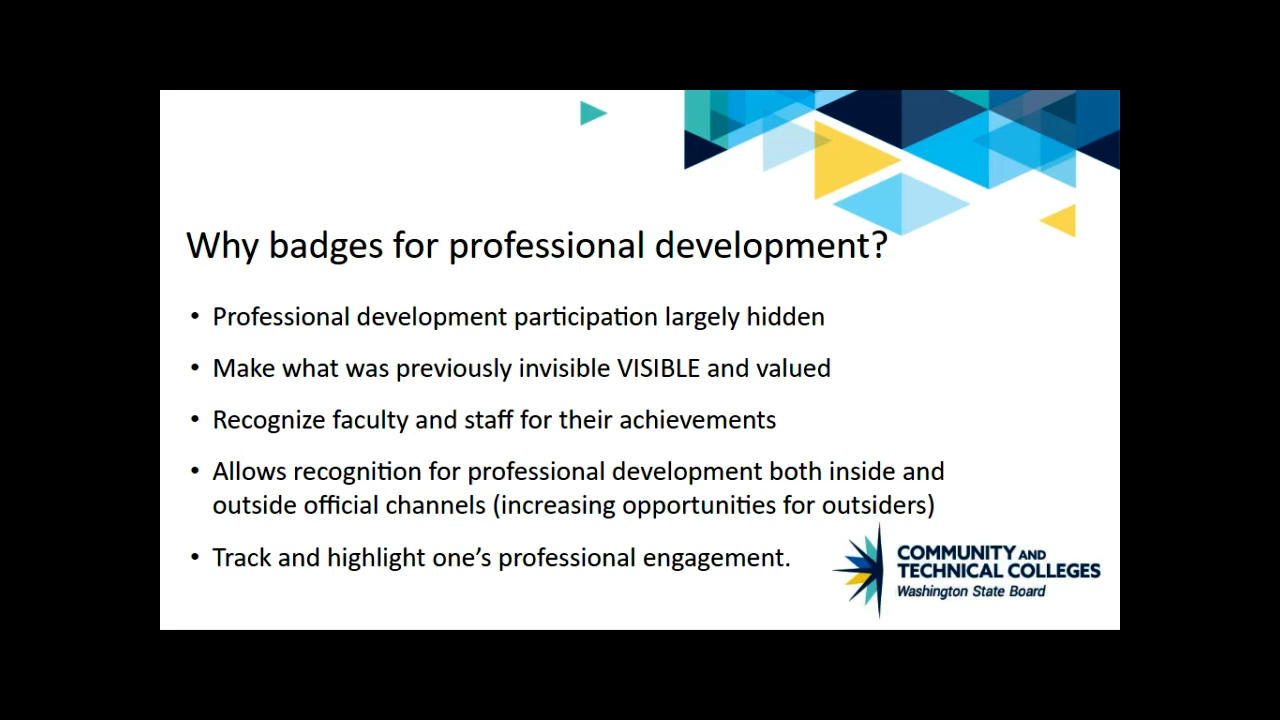 Why badges for professional development?
• Professional development participation largely hidden
• Make what was previously invisible VISIBLE and valued
• Recognize faculty and staff for their achievements
• Allows recognition for professional development both inside and
outside official channels (increasing opportunities for outsiders)
• Track and highlight one’s professional engagement.
COMMUNITY AND
TECHNICAL COLLEGES
Washington State Board